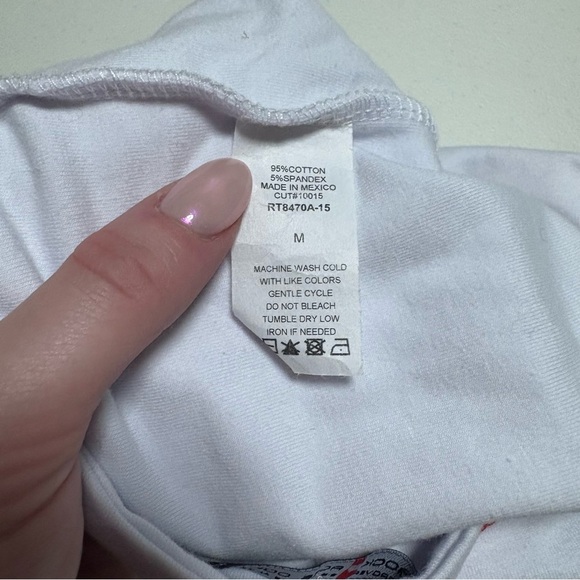 95%COTTON
5%SPANDEX
MADE IN MEXICO
CUT#10015
RT8470A-15
M
MACHINE WASH COLD
WITH LIKE COLORS
GENTLE CYCLE
DO NOT BLEACH
TUMBLE DRY LOW
IRON IF NEEDED